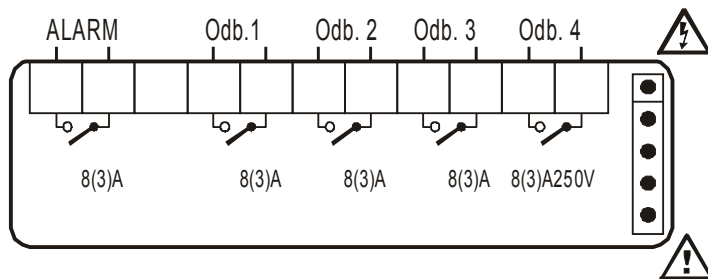 ALARM Odb.1 Odb. 2 Odb. 3 Odb. 4
8(3)A 8(3)A 8(3)A 8(3)A 8(3)A250V
!